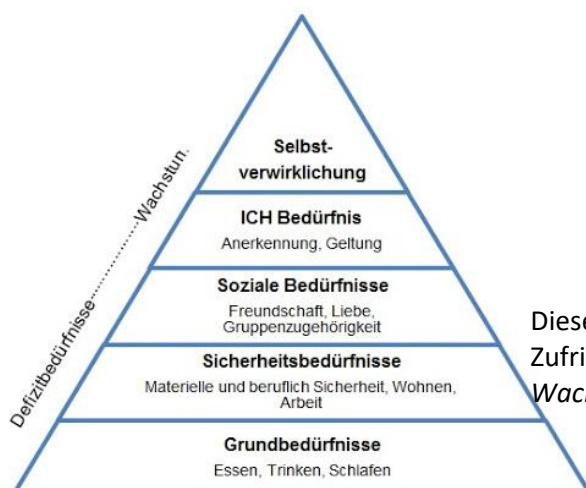 Selbst-
verwirklichung
ICH Bedürfnis
Anerkennung, Geltung
Soziale Bedürfnisse
Freundschaft, Liebe,
Gruppenzugehörigkeit
Sicherheitsbedürfnisse
Materielle und beruflich Sicherheit, Wohnen,
Arbeit
Grundbedürfnisse
Essen, Trinken, Schlafen
Defizitbedürfnisse ............ Wachstun.
Diese
Zufri
Wach